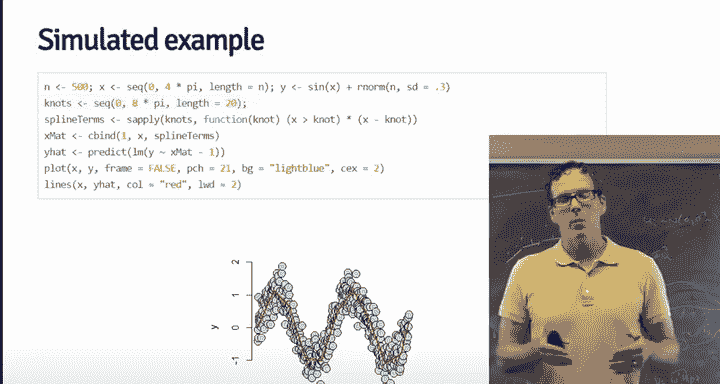 Simulated example
n <- 500; x <- seq(0, 4 * pi, length = n); y <- sin(x) + rnorm(n, sd = .3)
knots <- seq(0, 8 * pi, length = 20);
splineTerms <- sapply(knots, function(knot) (x > knot) * (x - knot))
xMat <- cbind(1, x, splineTerms)
yhat <- predict(lm(y ~ xMat - 1))
plot(x, y, frame = FALSE, pch = 21, bg = "lightblue", cex = 2)
lines(x, yhat, col = "red", lwd = 2)
2
1
0
-1
y